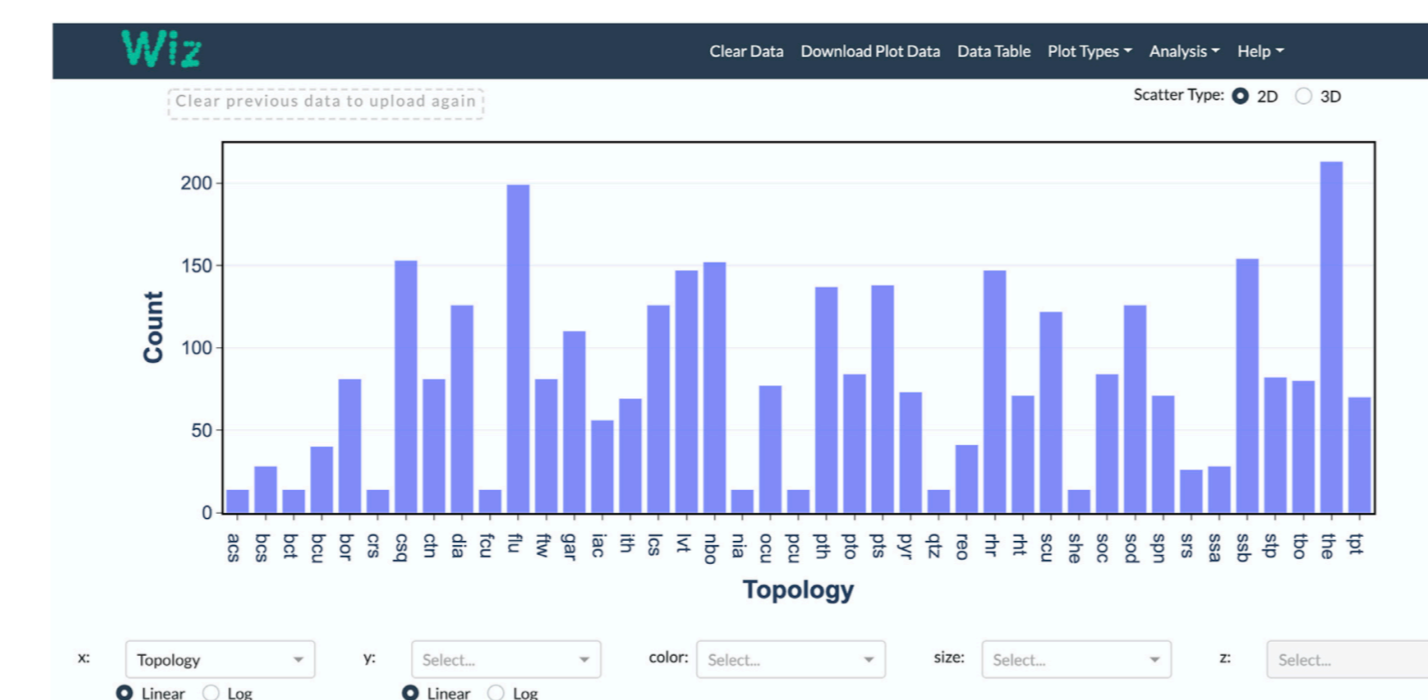 Wiz
Clear Data Download Plot Data Data Table Plot Types Analysis Help
Clear previous data to upload again
Scatter Type: 2D 3D
200
150
100
50
0
Count
acs bcs bct bcu bor crs csq ctn dia fcu flu ftw gar iac ith lcs lvt nbo nia ocu pcu pth pto pts pyr qtz reo rhr rht scu she soc sod spn srs ssa ssb stp tbo the tpt
Topology
x: Topology y: Select... color: Select... size: Select... z: Select...
Linear Log Linear Log